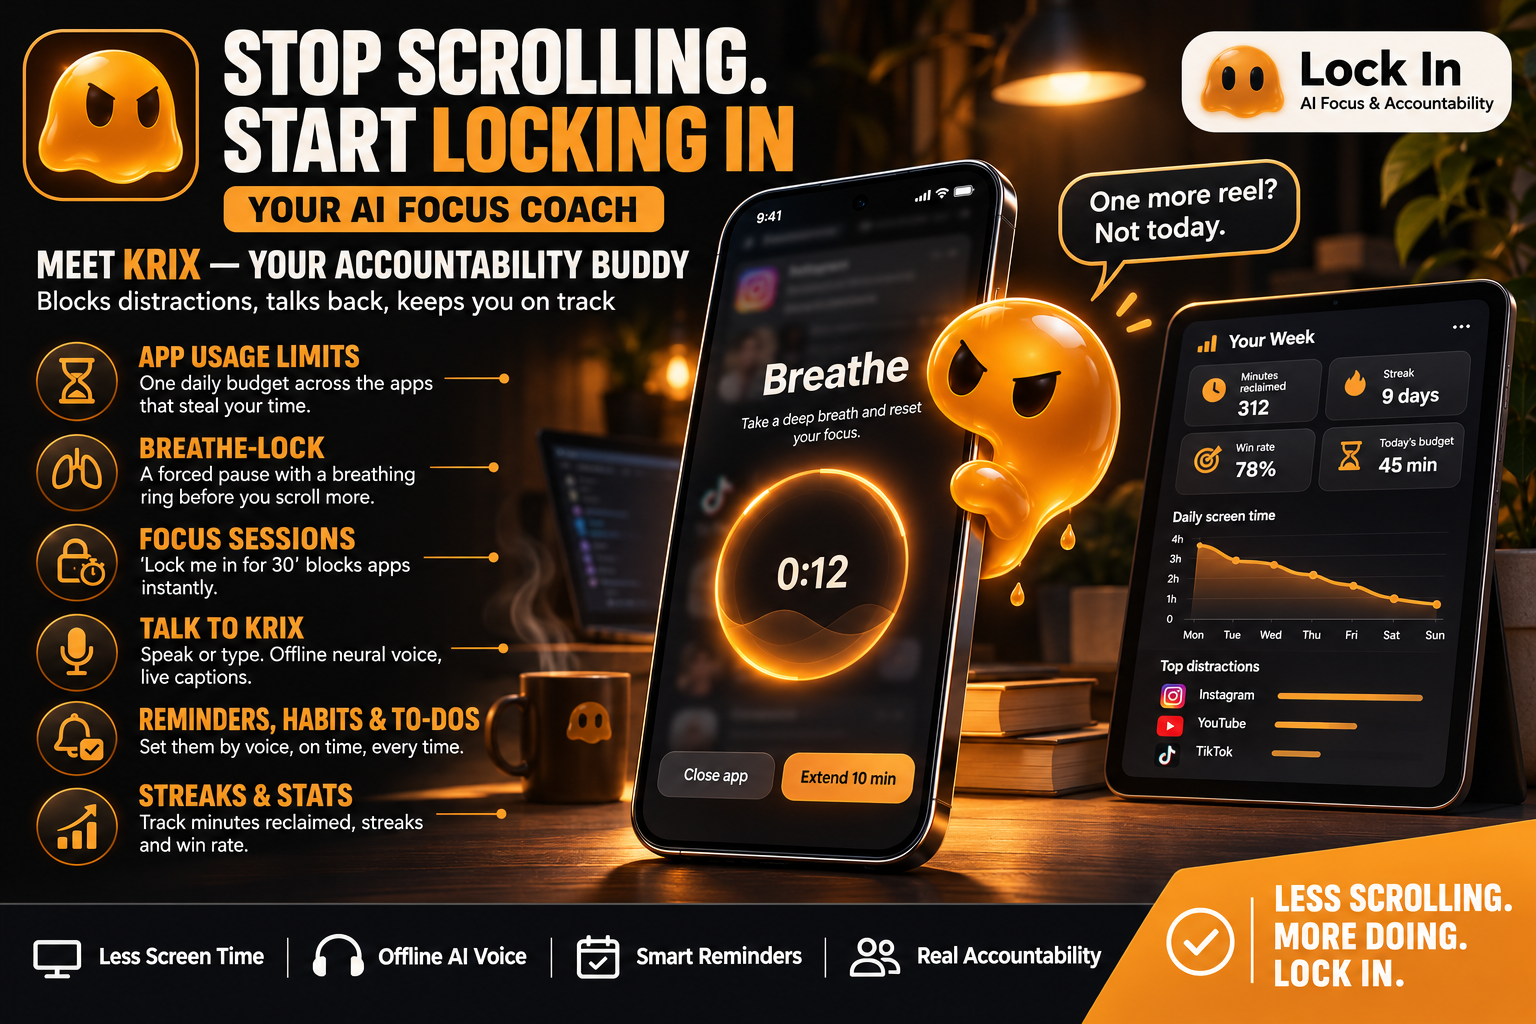 STOP SCROLLING.
START LOCKING IN
YOUR AI FOCUS COACH
MEET KRIX — YOUR ACCOUNTABILITY BUDDY
Blocks distractions, talks back, keeps you on track
APP USAGE LIMITS
One daily budget across the apps
that steal your time.
BREATHE-LOCK
A forced pause with a breathing
ring before you scroll more.
FOCUS SESSIONS
‘Lock me in for 30’ blocks apps
instantly.
TALK TO KRIX
Speak or type. Offline neural voice,
live captions.
REMINDERS, HABITS & TO-DOS
Set them by voice, on time, every time.
STREAKS & STATS
Track minutes reclaimed, streaks
and win rate.
9:41
Breathe
Take a deep breath and reset
your focus.
0:12
Close app
Extend 10 min
One more reel?
Not today.
Lock In
AI Focus & Accountability
Your Week
Minutes
reclaimed
312
Streak
9 days
Win rate
78%
Today's budget
45 min
Daily screen time
4h
3h
2h
1h
0
Mon Tue Wed Thu Fri Sat Sun
Top distractions
Instagram
YouTube
TikTok
Less Screen Time
Offline AI Voice
Smart Reminders
Real Accountability
LESS SCROLLING.
MORE DOING.
LOCK IN.